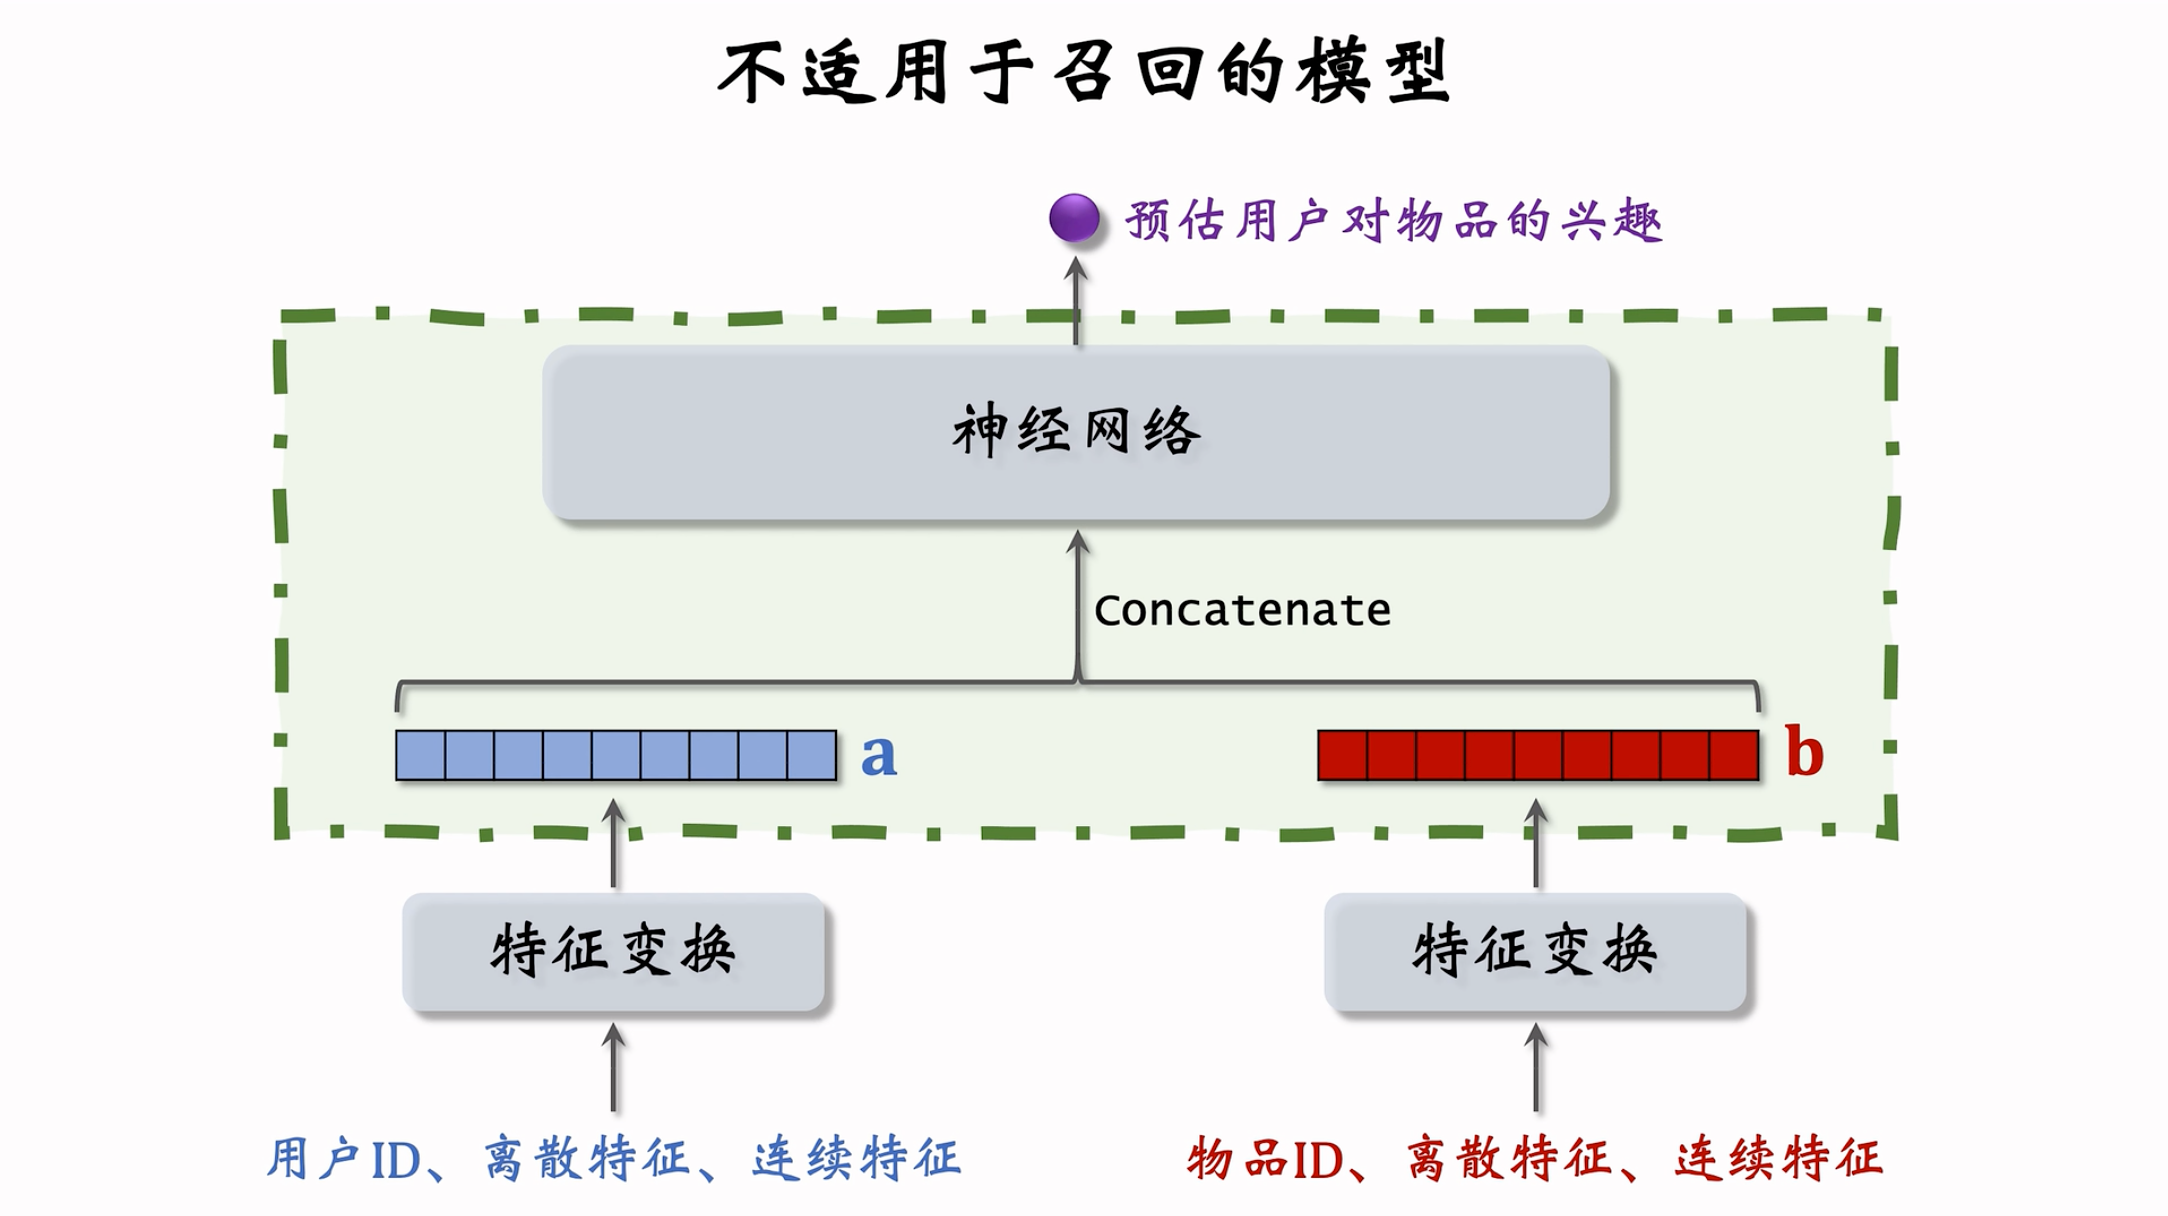 不适用于召回的模型
预估用户对物品的兴趣
神经网络
Concatenate
a
b
特征变换
特征变换
用户ID、离散特征、连续特征
物品ID、离散特征、连续特征